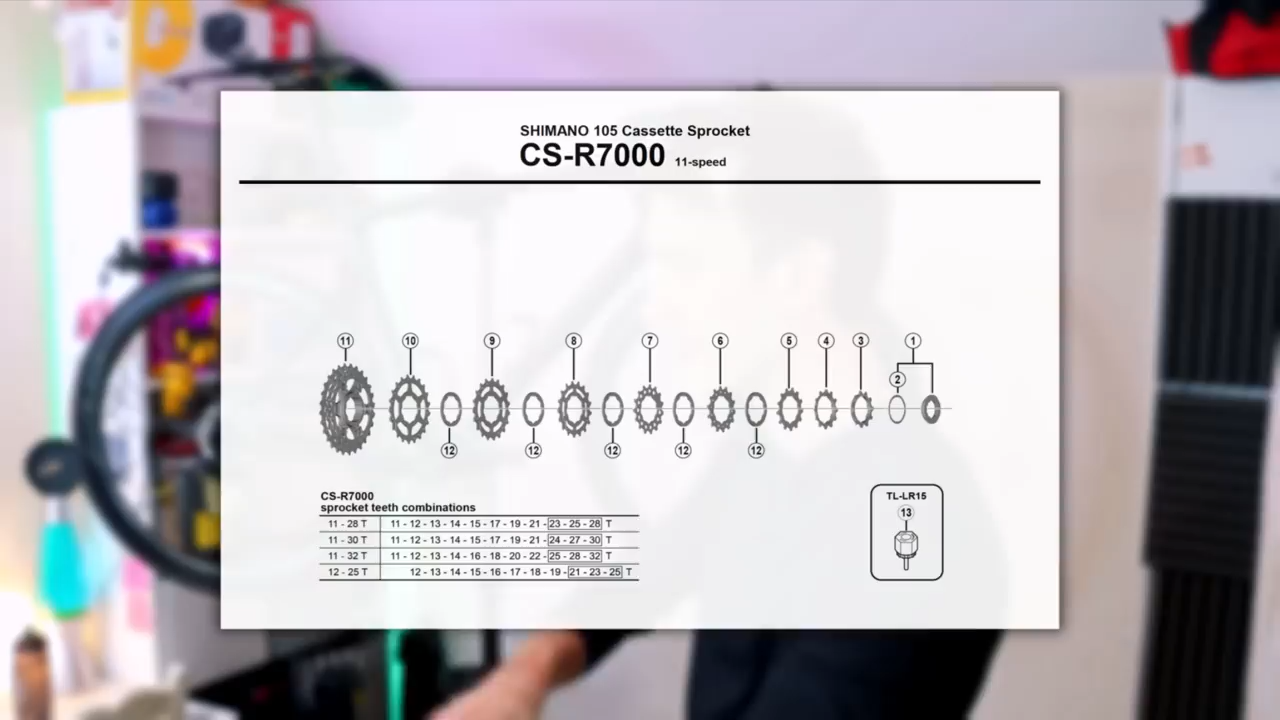 SHIMANO 105 Cassette Sprocket
CS-R7000 11-speed
11 10 9 8 7 6 5 4 3 1
2
12 12 12 12 12
CS-R7000
sprocket teeth combinations
11 - 28 T 11 - 12 - 13 - 14 - 15 - 17 - 19 - 21 - 23 - 25 - 28 T
11 - 30 T 11 - 12 - 13 - 14 - 15 - 17 - 19 - 21 - 24 - 27 - 30 T
11 - 32 T 11 - 12 - 13 - 14 - 16 - 18 - 20 - 22 - 25 - 28 - 32 T
12 - 25 T 12 - 13 - 14 - 15 - 16 - 17 - 18 - 19 - 21 - 23 - 25 T
TL-LR15
13